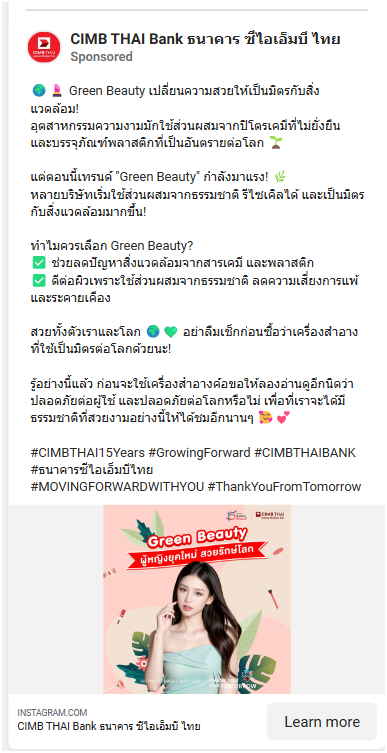 CIMB THAI Bank ธนาคาร ซีไอเอ็มบี ไทย
Sponsored
🌍💄 Green Beauty เปลี่ยนความสวยให้เป็นมิตรกับสิ่ง
แวดล้อม!
อุตสาหกรรมความงามมักใช้ส่วนผสมจากปิโตรเคมีที่ไม่ยั่งยืน
และบรรจุภัณฑ์พลาสติกที่เป็นอันตรายต่อโลก 🌱
แต่ตอนนี้เทรนด์ "Green Beauty" กำลังมาแรง! 🌿
หลายบริษัทเริ่มใช้ส่วนผสมจากธรรมชาติ รีไซเคิลได้ และเป็นมิตร
กับสิ่งแวดล้อมมากขึ้น!
ทำไมควรเลือก Green Beauty?
✅ ช่วยลดปัญหาสิ่งแวดล้อมจากสารเคมี และพลาสติก
✅ ดีต่อผิวเพราะใช้ส่วนผสมจากธรรมชาติ ลดความเสี่ยงการแพ้
และระคายเคือง
สวยทั้งตัวเราและโลก 🌍💚 อย่าลืมเช็กก่อนซื้อว่าเครื่องสำอาง
ที่ใช้เป็นมิตรต่อโลกด้วยนะ!
รู้อย่างนี้แล้ว ก่อนจะใช้เครื่องสำอางค์ขอให้ลองอ่านดูอีกนิดว่า
ปลอดภัยต่อผู้ใช้ และปลอดภัยต่อโลกหรือไม่ เพื่อที่เราจะได้มี
ธรรมชาติที่สวยงามอย่างนี้ให้ได้ชมอีกนานๆ 🥰💕
#CIMBTHAI15Years #GrowingForward #CIMBTHAIBANK
#ธนาคารซีไอเอ็มบีไทย
#MOVINGFORWARDWITHYOU #ThankYouFromTomorrow
CIMB THAI
Green Beauty
ผู้หญิงยุคใหม่ สวยรักษ์โลก
TOMORROW
INSTAGRAM.COM
CIMB THAI Bank ธนาคาร ซีไอเอ็มบี ไทย
Learn more